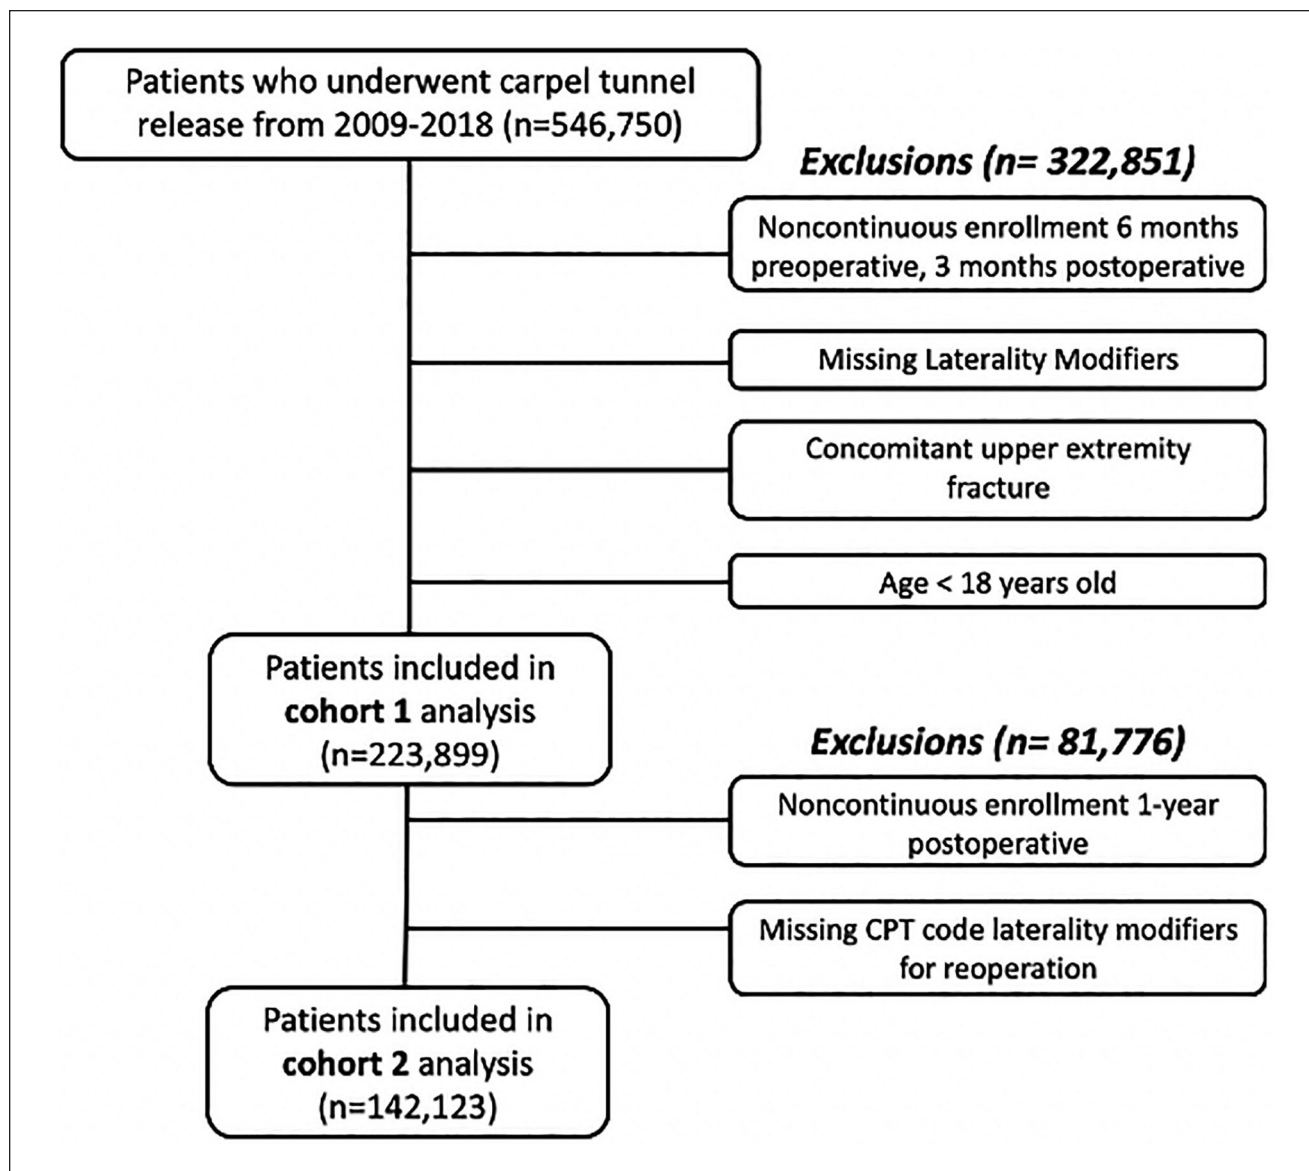 Patients who underwent carpel tunnel
release from 2009-2018 (n=546,750)
Exclusions (n= 322,851)
Noncontinuous enrollment 6 months
preoperative, 3 months postoperative
Missing Laterality Modifiers
Concomitant upper extremity
fracture
Age < 18 years old
Patients included in
cohort 1 analysis
(n=223,899)
Exclusions (n= 81,776)
Noncontinuous enrollment 1-year
postoperative
Missing CPT code laterality modifiers
for reoperation
Patients included in
cohort 2 analysis
(n=142,123)